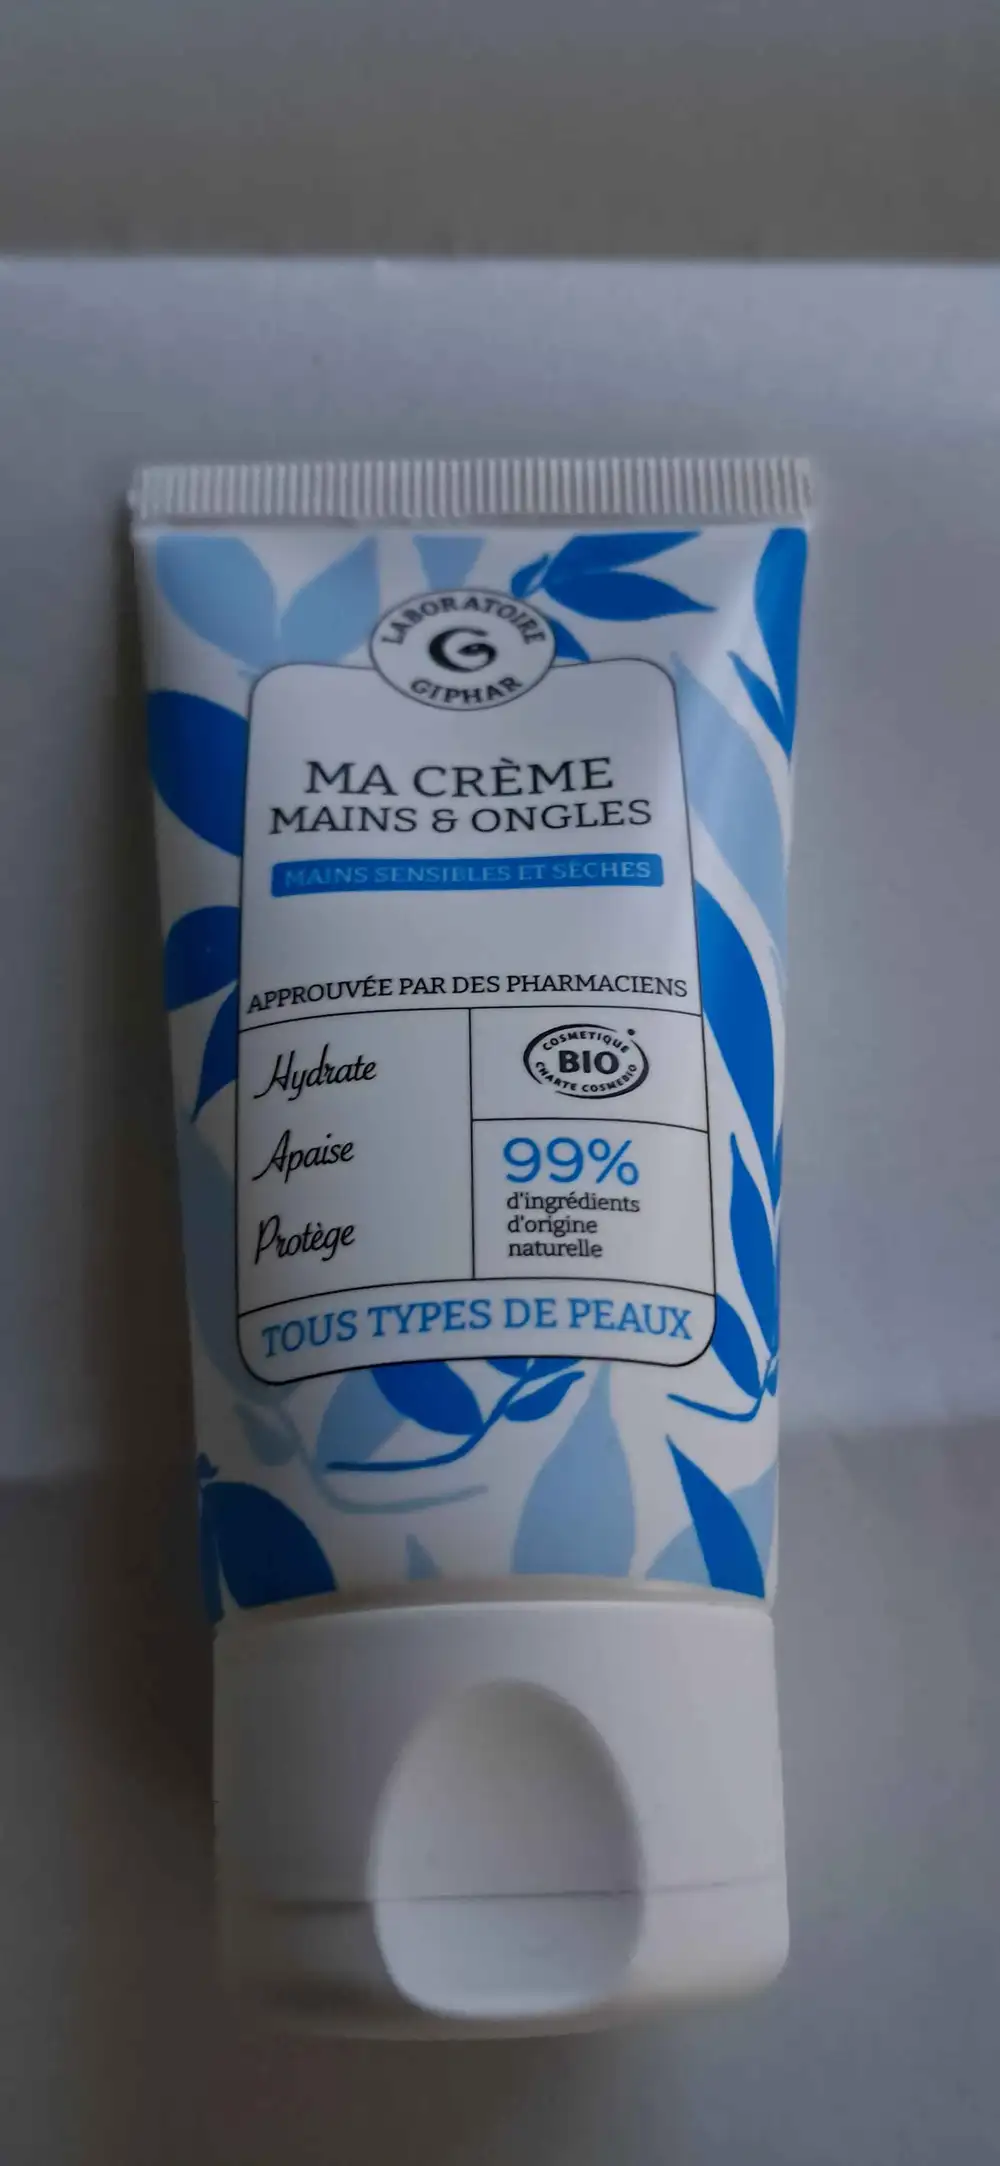 LABORATOIRE
G
GIPHAR
MA CRÈME
MAINS & ONGLES
MAINS SENSIBLES ET SÈCHES
APPROUVÉE PAR DES PHARMACIENS
Hydrate
Apaise
Protège
COSMETIQUE
BIO
CHARTE COSMEBIO
99%
d'ingrédients
d'origine
naturelle
TOUS TYPES DE PEAUX